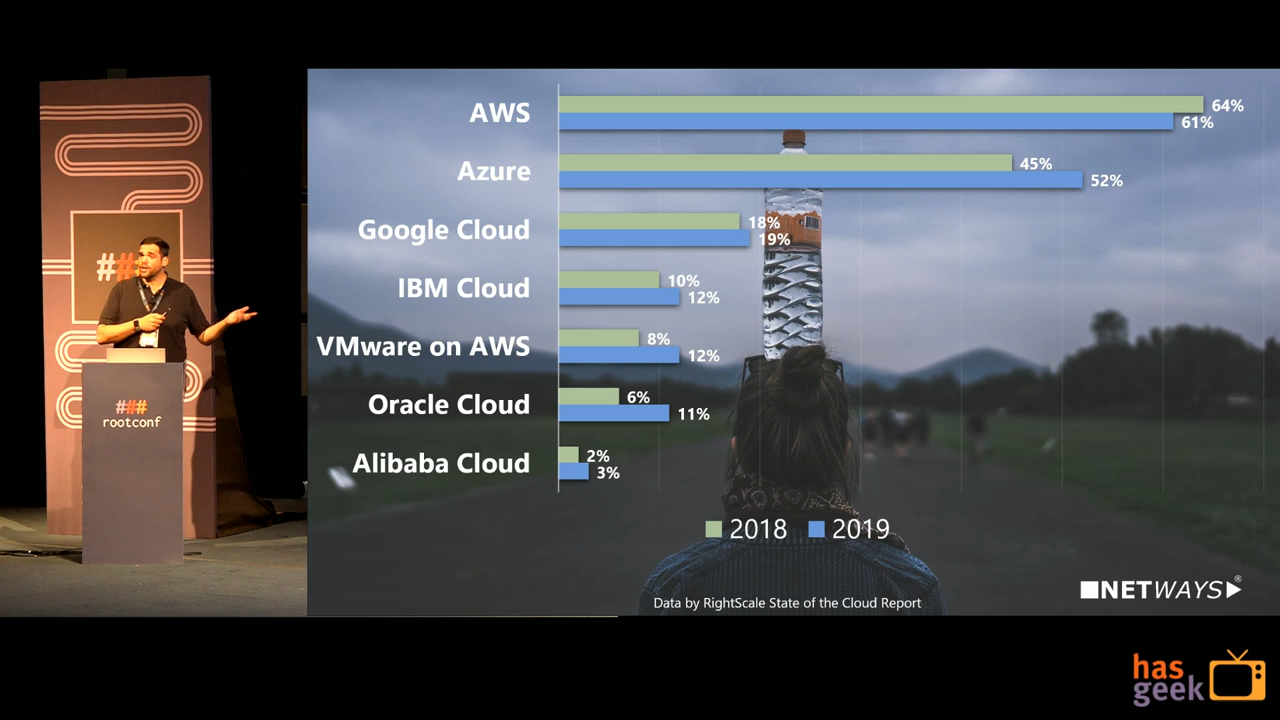 ##
###
rootconf
AWS
64%
61%
Azure
45%
52%
Google Cloud
18%
19%
IBM Cloud
10%
12%
VMware on AWS
8%
12%
Oracle Cloud
6%
11%
Alibaba Cloud
2%
3%
2018 2019
Data by RightScale State of the Cloud Report
NETWAYS®
has
geek